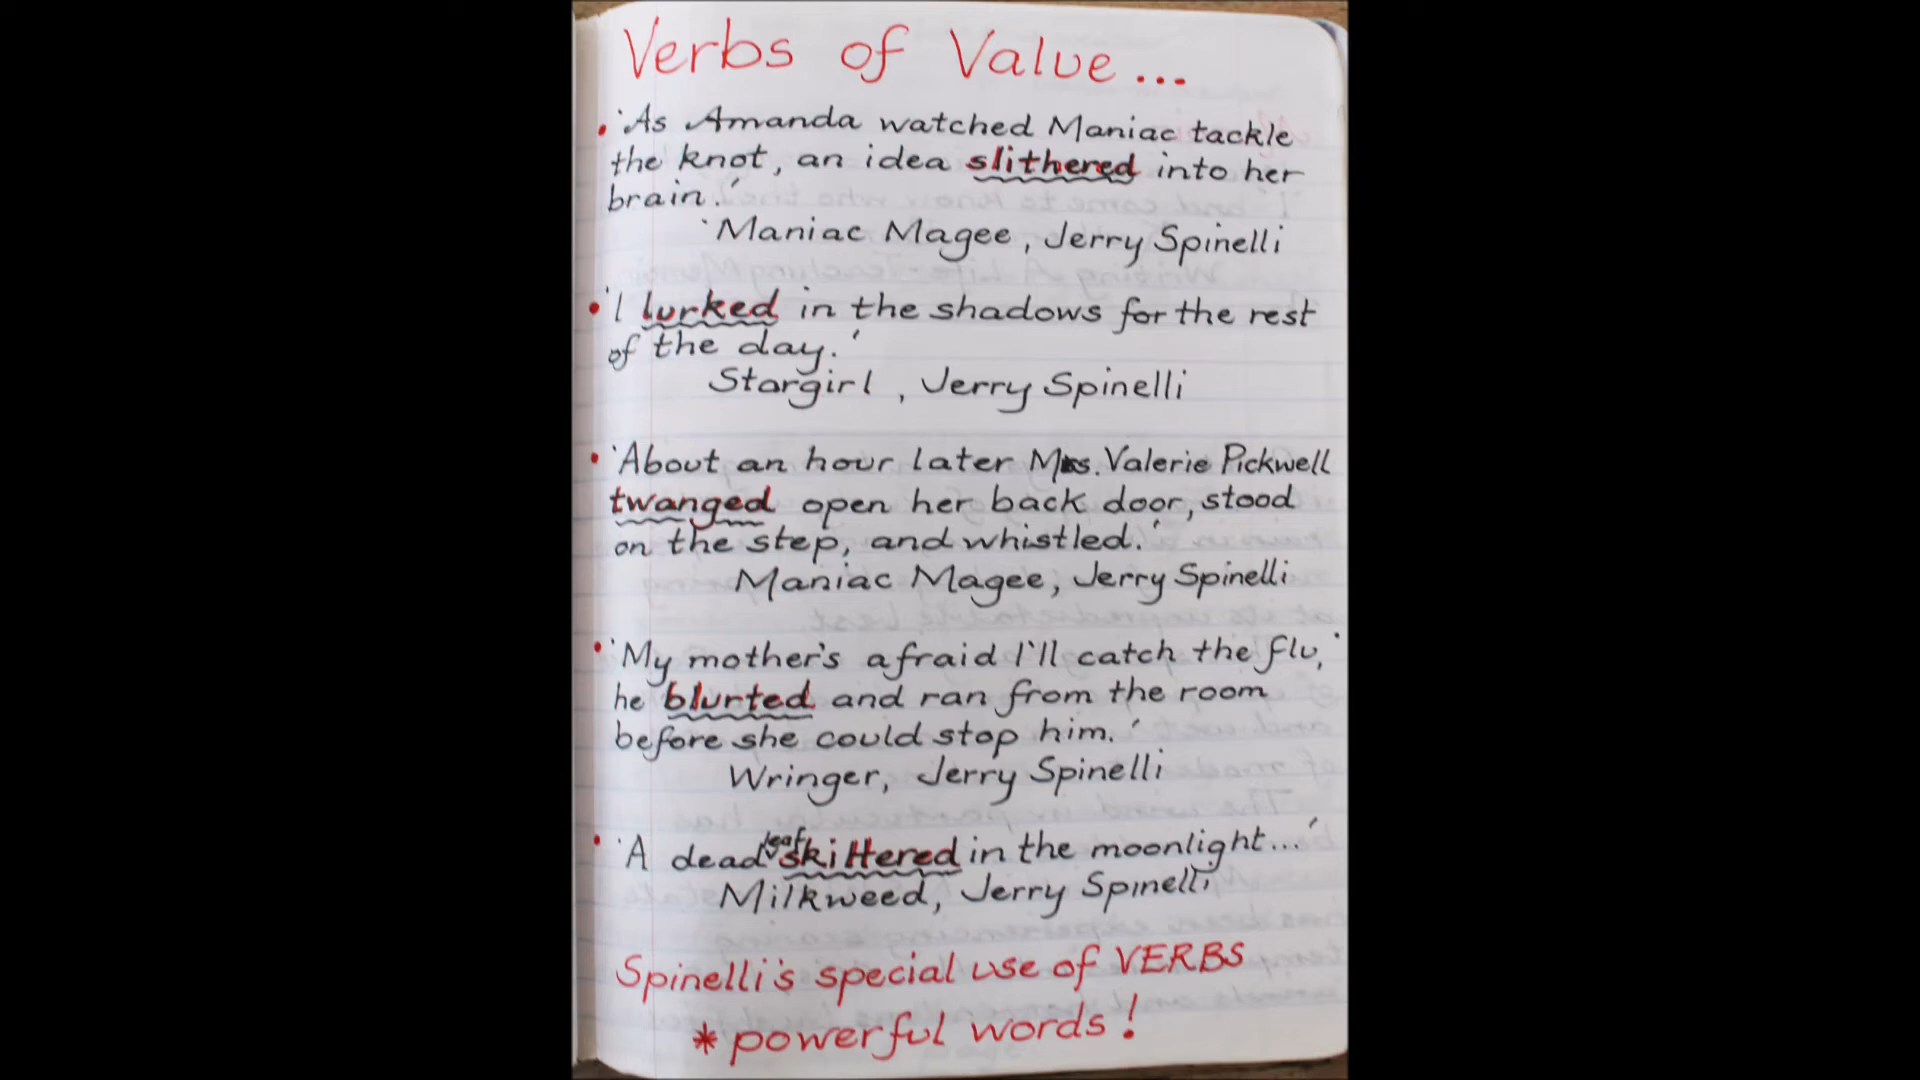 Verbs of Value...
• 'As Amanda watched Maniac tackle
the knot, an idea slithered into her
brain.'
'Maniac Magee, Jerry Spinelli
• 'I lurked in the shadows for the rest
of the day.'
Stargirl, Jerry Spinelli
• 'About an hour later Mrs. Valerie Pickwell
twanged open her back door, stood
on the step, and whistled.'
Maniac Magee, Jerry Spinelli
• 'My mother's afraid I'll catch the flu,'
he blurted and ran from the room
before she could stop him.'
Wringer, Jerry Spinelli
• 'A dead leaf skittered in the moonlight...'
Milkweed, Jerry Spinelli
Spinelli's special use of VERBS
* powerful words!